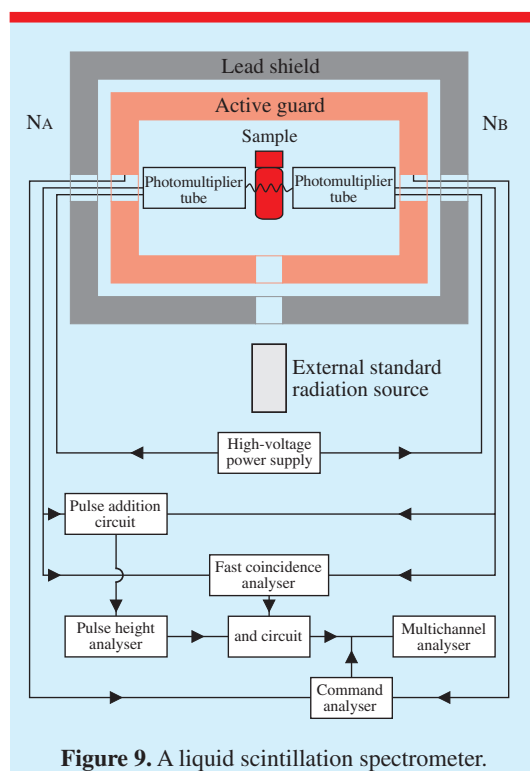 Lead shield
NA
Active guard
NB
Sample
Photomultiplier
tube
Photomultiplier
tube
External standard
radiation source
High-voltage
power supply
Pulse addition
circuit
Fast coincidence
analyser
Pulse height
analyser
and circuit
Multichannel
analyser
Command
analyser
Figure 9. A liquid scintillation spectrometer.